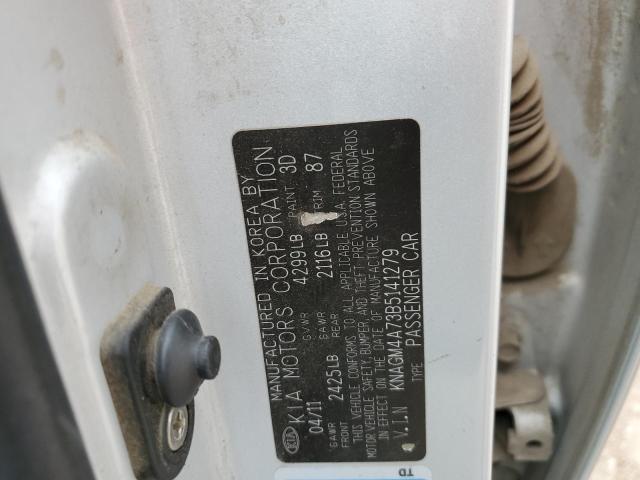 MANUFACTURED IN KOREA BY
KIA KIA MOTORS CORPORATION
04/11 GVWR 4299LB PAINT 3D
GAWR FRONT 2425LB GAWR REAR 2116LB TRIM 87
THIS VEHICLE CONFORMS TO ALL APPLICABLE U.S.A. FEDERAL
MOTOR VEHICLE SAFETY, BUMPER AND THEFT PREVENTION STANDARDS
IN EFFECT ON THE DATE OF MANUFACTURE SHOWN ABOVE
V.I.N KNAGM4A73B5141279
TYPE PASSENGER CAR
TD